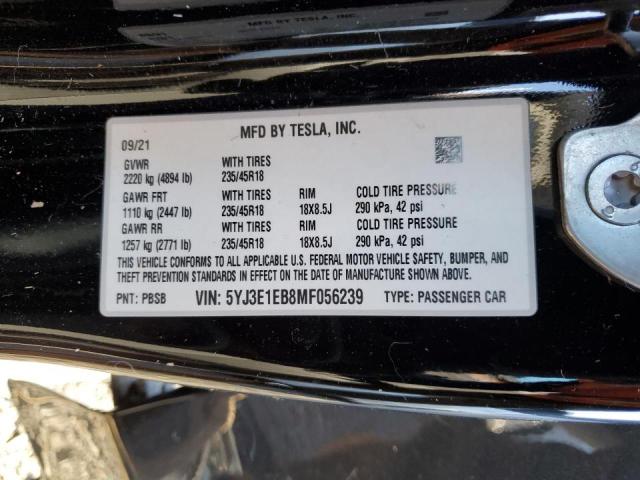 MFD BY TESLA, INC.
09/21
GVWR WITH TIRES
2220 kg (4894 lb) 235/45R18
GAWR FRT WITH TIRES RIM COLD TIRE PRESSURE
1110 kg (2447 lb) 235/45R18 18X8.5J 290 kPa, 42 psi
GAWR RR WITH TIRES RIM COLD TIRE PRESSURE
1257 kg (2771 lb) 235/45R18 18X8.5J 290 kPa, 42 psi
THIS VEHICLE CONFORMS TO ALL APPLICABLE U.S. FEDERAL MOTOR VEHICLE SAFETY, BUMPER, AND
THEFT PREVENTION STANDARDS IN EFFECT ON THE DATE OF MANUFACTURE SHOWN ABOVE.
PNT: PBSB VIN: 5YJ3E1EB8MF056239 TYPE: PASSENGER CAR